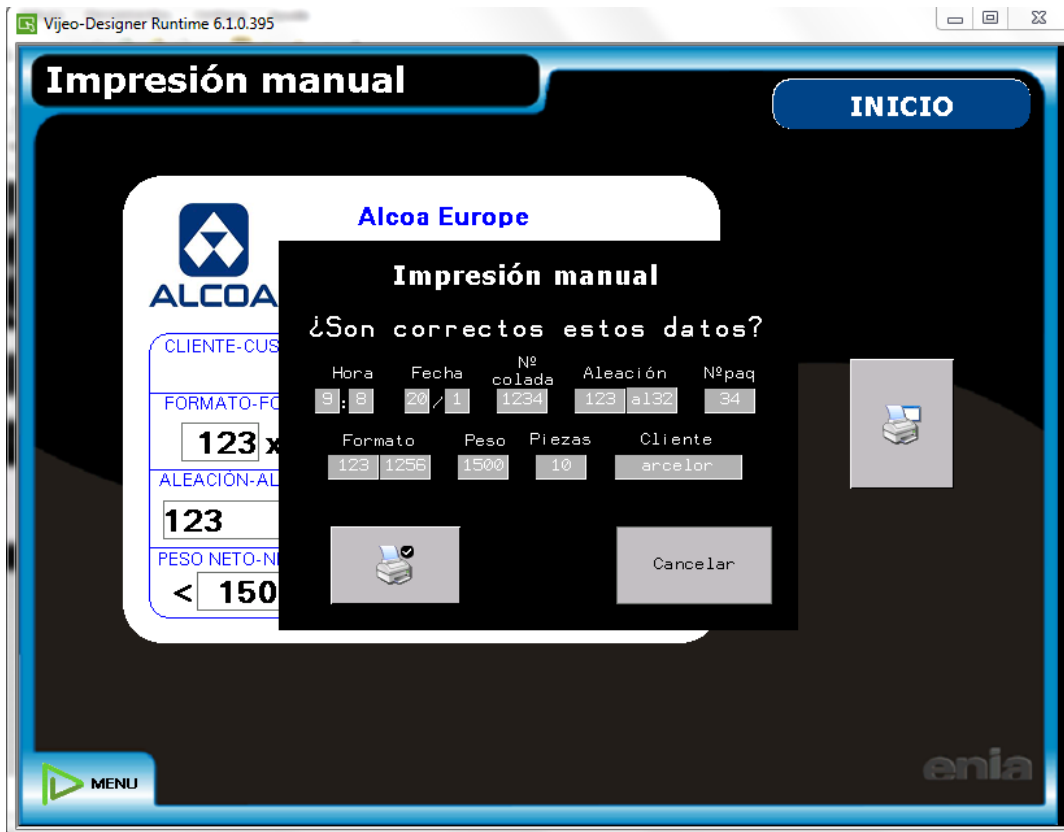 Vijeo-Designer Runtime 6.1.0.395
Impresión manual
INICIO
Alcoa Europe
ALCOA
Impresión manual
¿Son correctos estos datos?
CLIENTE-CUS
Hora Fecha Nº colada Aleación Nºpaq
9 : 8 20 / 1 1234 123 al32 34
FORMATO-FO
123 x
Formato Peso Piezas Cliente
123 1256 1500 10 arcelor
ALEACIÓN-AL
123
PESO NETO-NE
< 150
Cancelar
MENU
enia